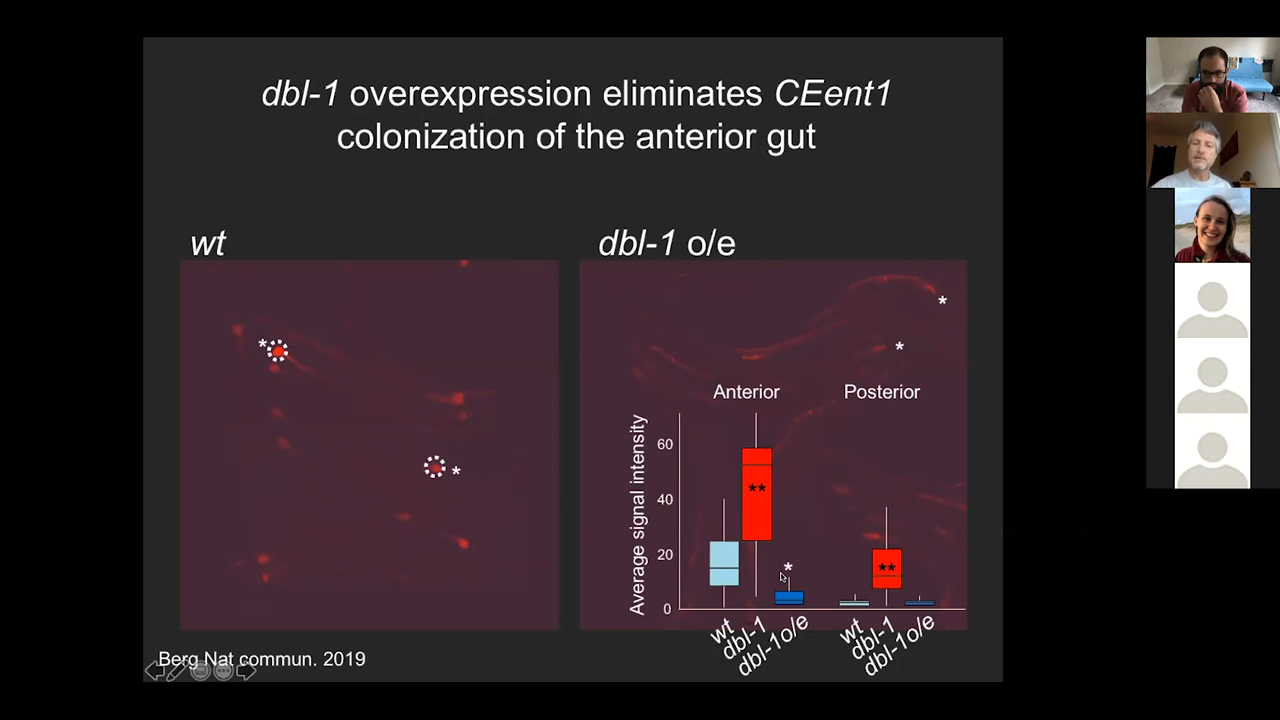 dbl-1 overexpression eliminates CEent1
colonization of the anterior gut
wt
dbl-1 o/e
*
*
*
*
Anterior
Posterior
Average signal intensity
60
40
20
0
**
*
**
wt
dbl-1
dbl-1o/e
wt
dbl-1
dbl-1o/e
Berg Nat commun. 2019